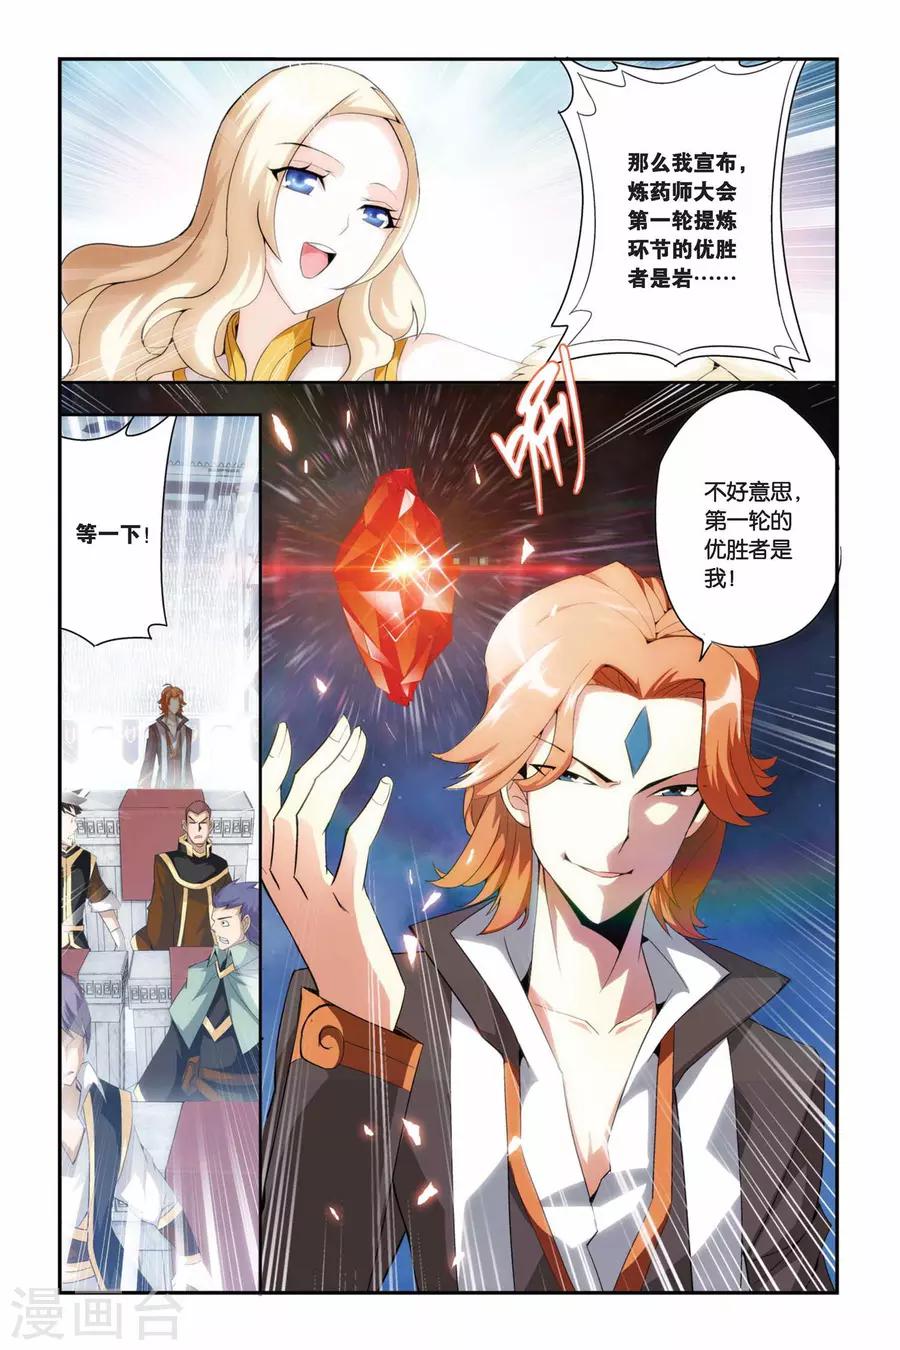 那么我宣布，
炼药师大会
第一轮提炼
环节的优胜
者是岩……
唰
等一下！
不好意思，
第一轮的
优胜者是
我！
漫画台